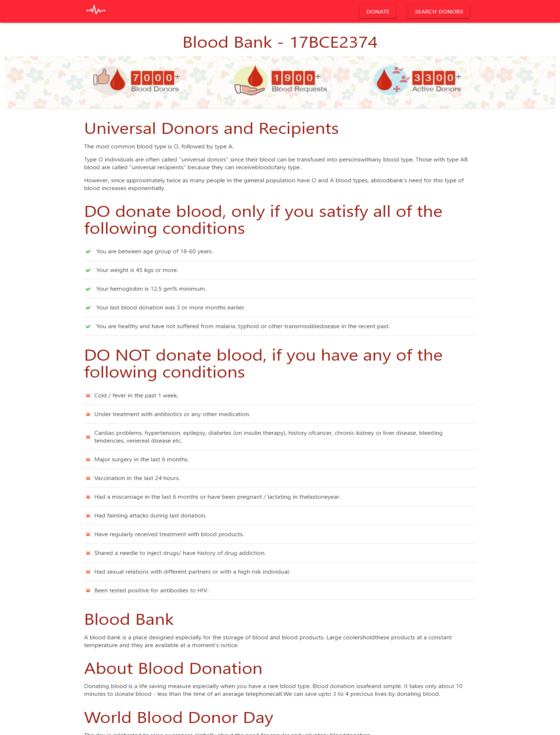 DONATE SEARCH DONORS
Blood Bank - 17BCE2374
7000+ 1900+ 3300+
Blood Donors Blood Requests Active Donors
Universal Donors and Recipients
The most common blood type is O, followed by type A.
Type O individuals are often called "universal donors" since their blood can be transfused into personswithany blood type. Those with type AB
blood are called "universal recipients" because they can receivebloodofany type.
However, since approximately twice as many people in the general population have O and A blood types, abloodbank's need for this type of
blood increases exponentially.
DO donate blood, only if you satisfy all of the
following conditions
You are between age group of 18-60 years.
Your weight is 45 kgs or more.
Your hemoglobin is 12.5 gm% minimum.
Your last blood donation was 3 or more months earlier.
You are healthy and have not suffered from malaria, typhoid or other transmissibledisease in the recent past.
DO NOT donate blood, if you have any of the
following conditions
Cold / fever in the past 1 week.
Under treatment with antibiotics or any other medication.
Cardiac problems, hypertension, epilepsy, diabetes (on insulin therapy), history ofcancer, chronic kidney or liver disease, bleeding
tendencies, venereal disease etc.
Major surgery in the last 6 months.
Vaccination in the last 24 hours.
Had a miscarriage in the last 6 months or have been pregnant / lactating in thelastoneyear.
Had fainting attacks during last donation.
Have regularly received treatment with blood products.
Shared a needle to inject drugs/ have history of drug addiction.
Had sexual relations with different partners or with a high risk individual.
Been tested positive for antibodies to HIV.
Blood Bank
A blood bank is a place designed especially for the storage of blood and blood products. Large coolersholdthese products at a constant
temperature and they are available at a moment's notice.
About Blood Donation
Donating blood is a life saving measure especially when you have a rare blood type. Blood donation issafeand simple. It takes only about 10
minutes to donate blood - less than the time of an average telephonecall.We can save upto 3 to 4 precious lives by donating blood.
World Blood Donor Day